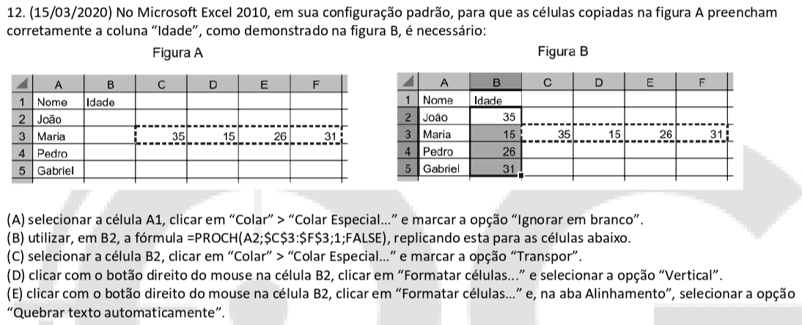 12. (15/03/2020) No Microsoft Excel 2010, em sua configuração padrão, para que as células copiadas na figura A preencham
corretamente a coluna “Idade”, como demonstrado na figura B, é necessário:
Figura A
A B C D E F
1 Nome Idade
2 João
3 Maria 35 15 26 31
4 Pedro
5 Gabriel
Figura B
A B C D E F
1 Nome Idade
2 João 35
3 Maria 15 35 15 26 31
4 Pedro 26
5 Gabriel 31
(A) selecionar a célula A1, clicar em “Colar” > “Colar Especial...” e marcar a opção “Ignorar em branco”.
(B) utilizar, em B2, a fórmula =PROCH(A2;$C$3:$F$3;1;FALSE), replicando esta para as células abaixo.
(C) selecionar a célula B2, clicar em “Colar” > “Colar Especial...” e marcar a opção “Transpor”.
(D) clicar com o botão direito do mouse na célula B2, clicar em “Formatar células...” e selecionar a opção “Vertical”.
(E) clicar com o botão direito do mouse na célula B2, clicar em “Formatar células...” e, na aba Alinhamento”, selecionar a opção
“Quebrar texto automaticamente”.